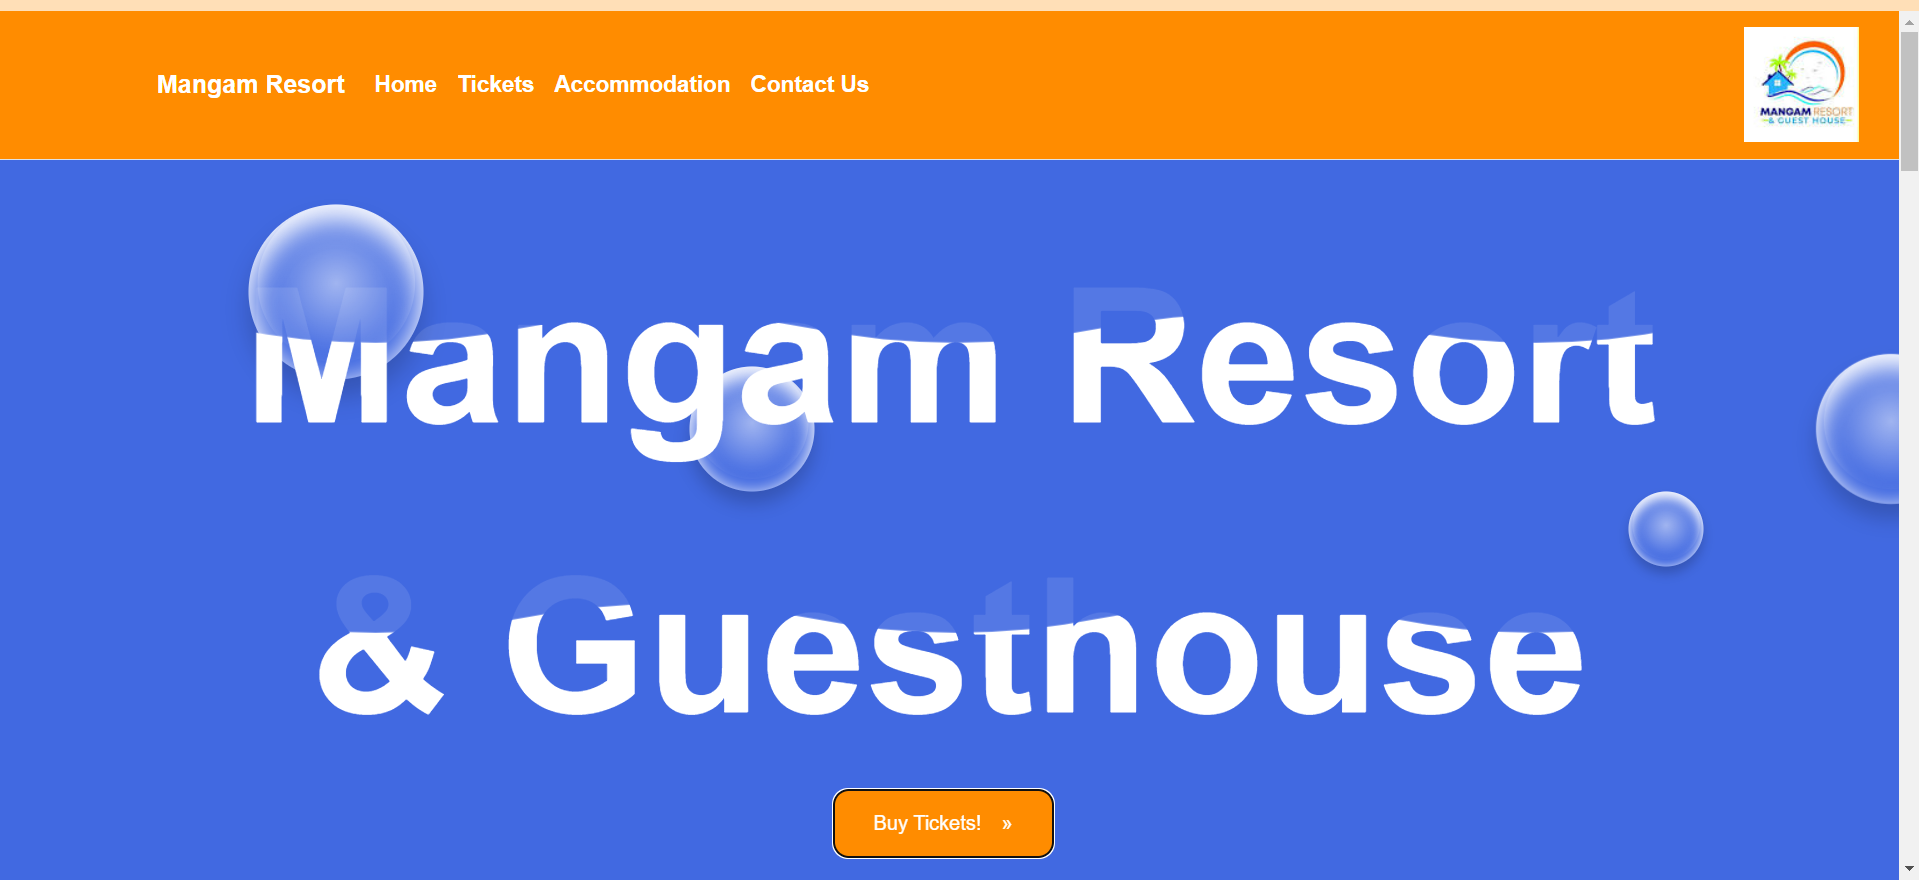 Mangam Resort Home Tickets Accommodation Contact Us
MANGAM RESORT
& GUEST HOUSE
Mangam Resort
& Guesthouse
Buy Tickets! »